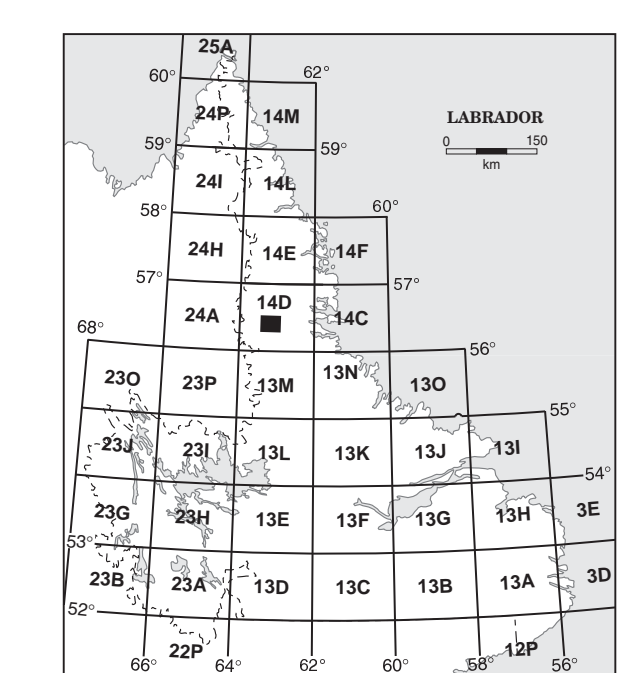 25A
60° 62°
24P 14M LABRADOR
0 150
km
59° 59°
24I 14L
58° 60°
24H 14E 14F
57° 57°
24A 14D 14C
68° 56°
23O 23P 13M 13N 13O
55°
23J 23I 13L 13K 13J 13I
54°
23G 23H 13E 13F 13G 13H 3E
53°
23B 23A 13D 13C 13B 13A 3D
52°
22P 12P
66° 64° 62° 60° 58° 56°